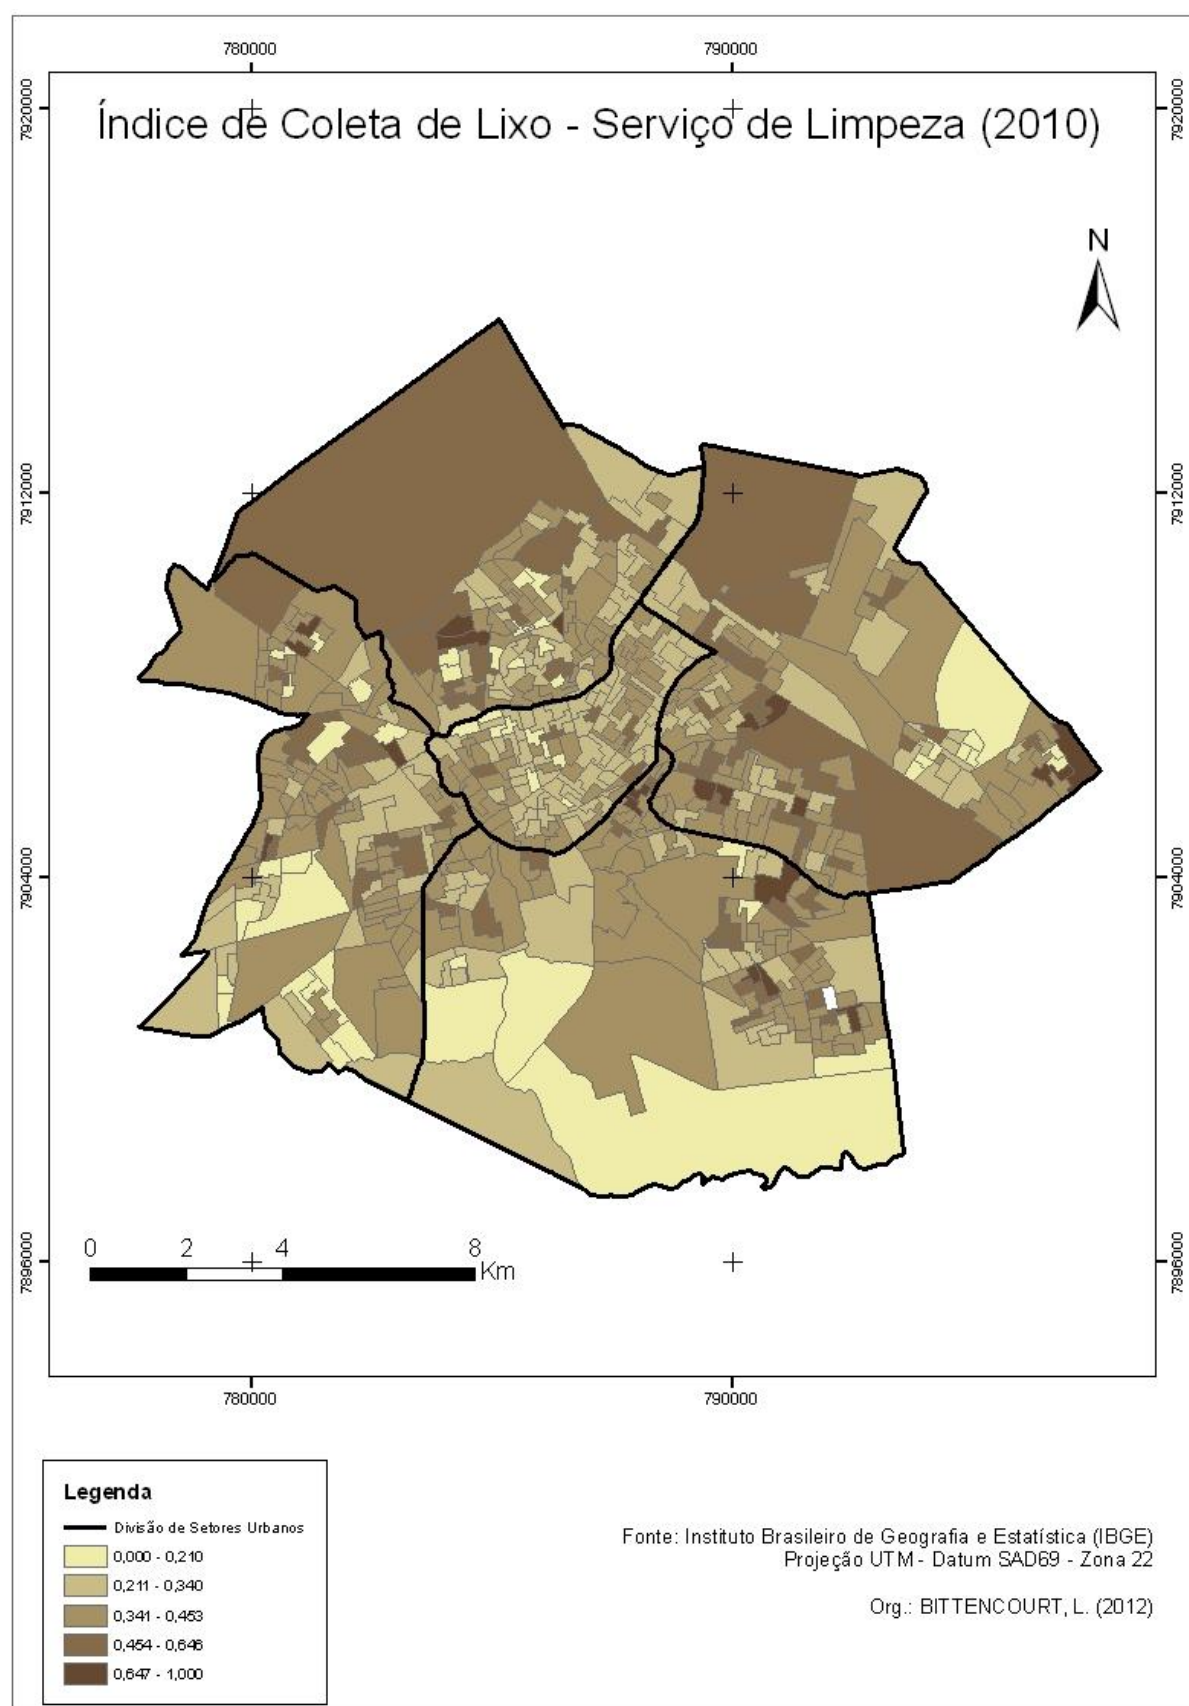 780000 790000
7920000 7920000
Índice de Coleta de Lixo - Serviço de Limpeza (2010)
N
7912000 7912000
7904000 7904000
0 2 4 8
Km
7896000 7896000
780000 790000
Legenda
Divisão de Setores Urbanos
0,000 - 0,210
0,211 - 0,340
0,341 - 0,453
0,454 - 0,646
0,647 - 1,000
Fonte: Instituto Brasileiro de Geografia e Estatística (IBGE)
Projeção UTM - Datum SAD69 - Zona 22
Org.: BITTENCOURT, L. (2012)